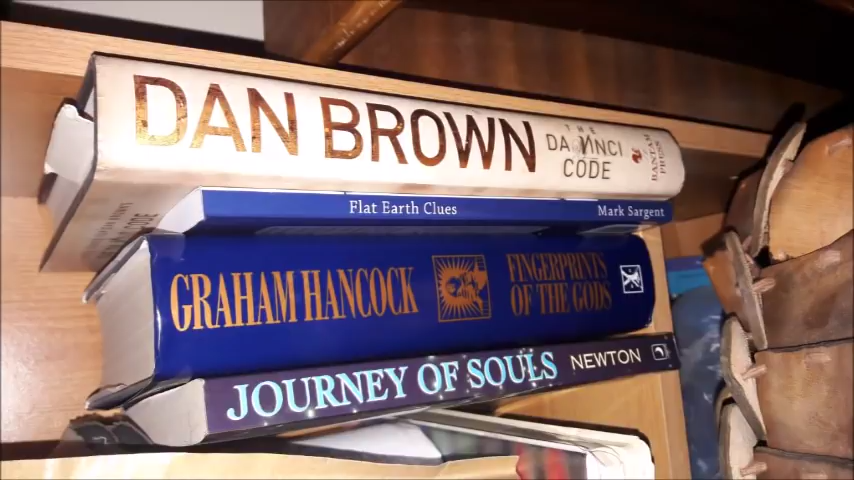 DAN BROWN
THE
DA VINCI
CODE
BANTAM
PRESS
Flat Earth Clues
Mark Sargent
GRAHAM HANCOCK
FINGERPRINTS
OF THE GODS
JOURNEY OF SOULS
NEWTON